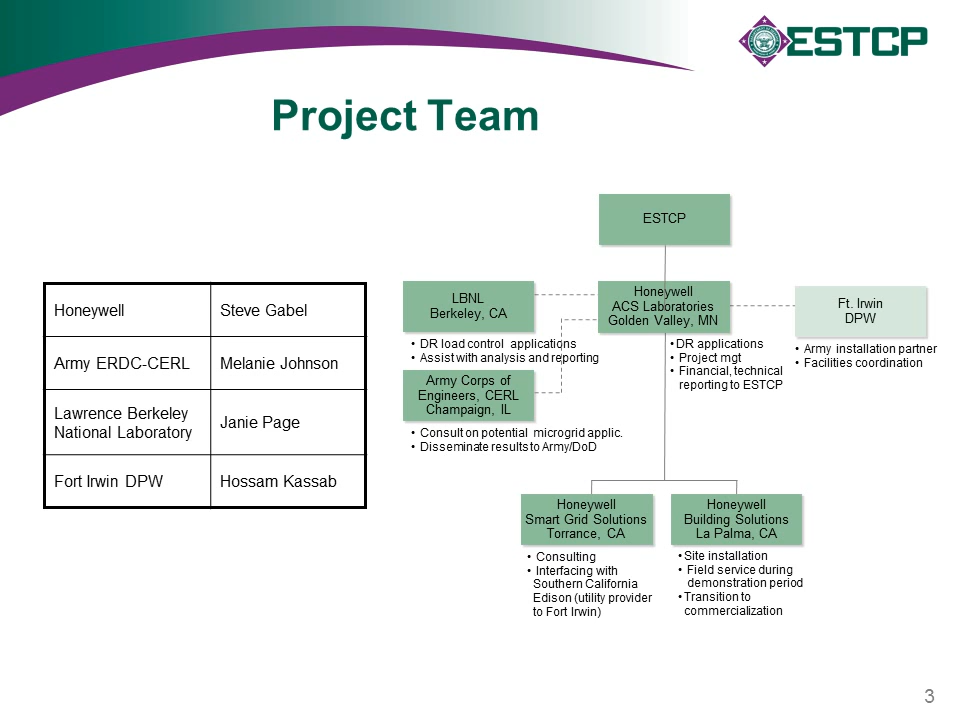 ESTCP
Project Team
Honeywell Steve Gabel
Army ERDC-CERL Melanie Johnson
Lawrence Berkeley
National Laboratory
Janie Page
Fort Irwin DPW Hossam Kassab
ESTCP
LBNL
Berkeley, CA
• DR load control applications
• Assist with analysis and reporting
Army Corps of
Engineers, CERL
Champaign, IL
• Consult on potential microgrid applic.
• Disseminate results to Army/DoD
Honeywell
ACS Laboratories
Golden Valley, MN
• DR applications
• Project mgt
• Financial, technical
reporting to ESTCP
Ft. Irwin
DPW
• Army installation partner
• Facilities coordination
Honeywell
Smart Grid Solutions
Torrance, CA
• Consulting
• Interfacing with
Southern California
Edison (utility provider
to Fort Irwin)
Honeywell
Building Solutions
La Palma, CA
• Site installation
• Field service during
demonstration period
• Transition to
commercialization
3